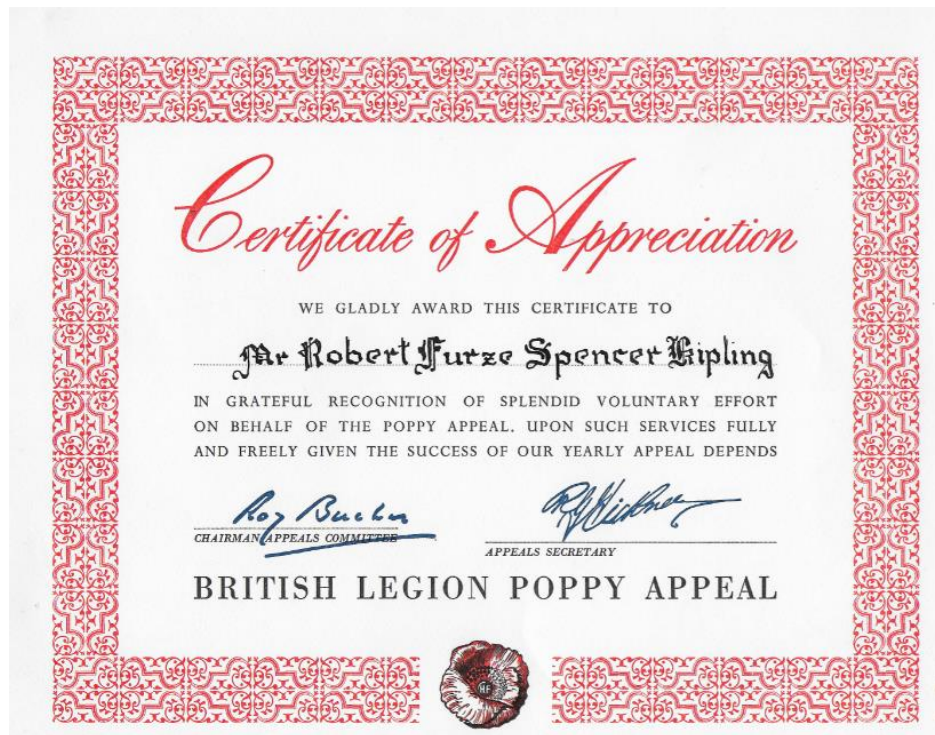 Certificate of Appreciation
WE GLADLY AWARD THIS CERTIFICATE TO
Mr Robert Furze Spencer Kipling
IN GRATEFUL RECOGNITION OF SPLENDID VOLUNTARY EFFORT
ON BEHALF OF THE POPPY APPEAL. UPON SUCH SERVICES FULLY
AND FREELY GIVEN THE SUCCESS OF OUR YEARLY APPEAL DEPENDS
Roy Bucher
CHAIRMAN APPEALS COMMITTEE
APPEALS SECRETARY
BRITISH LEGION POPPY APPEAL
HF